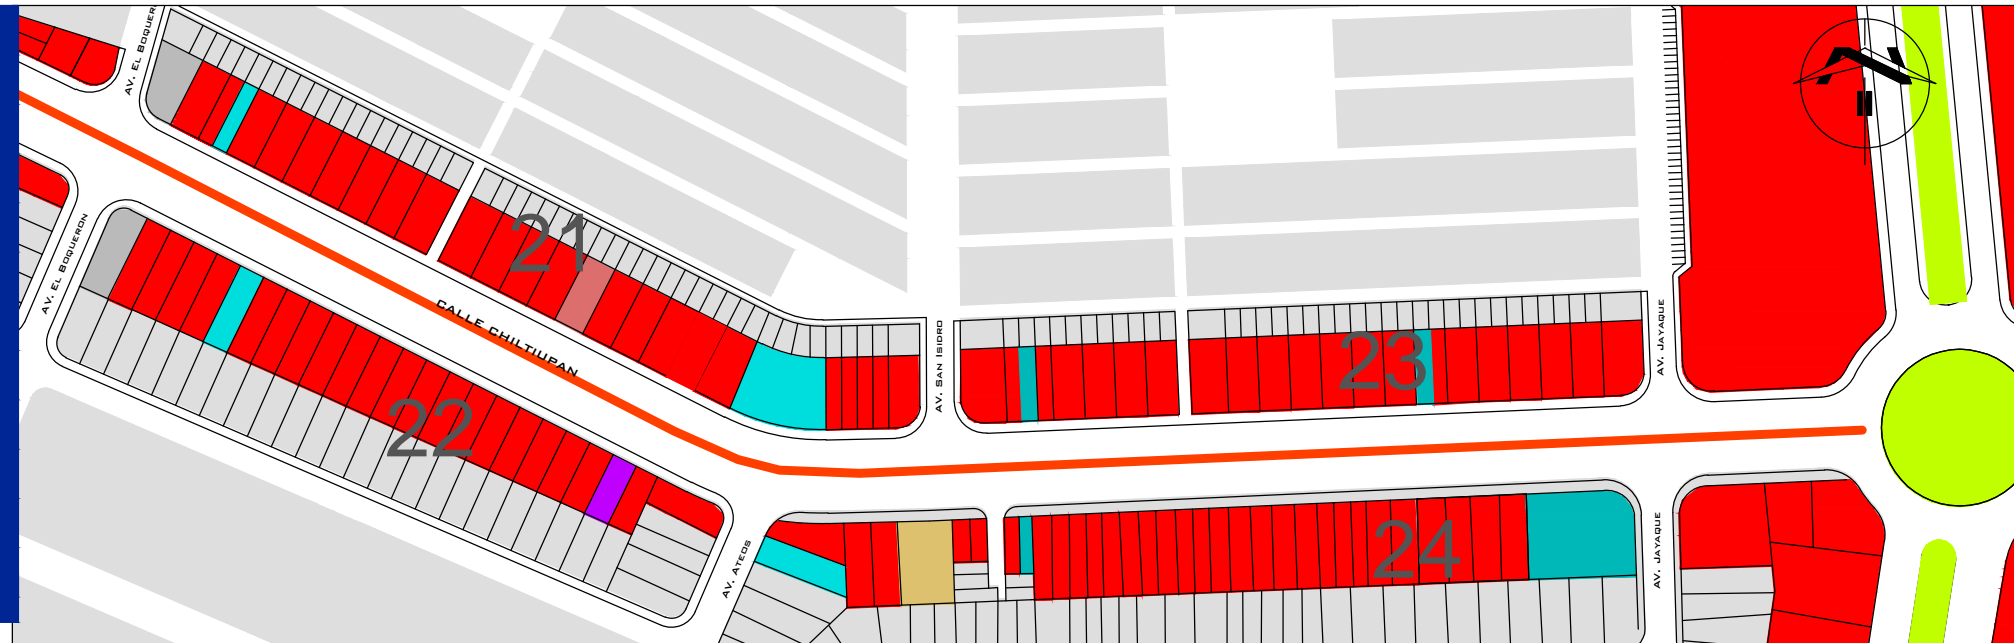 AV. EL BOQUER
21
AV. EL BOQUERON
CALLE CHILTIUPAN
22
AV. SAN ISIDRO
23
AV. JAYAQUE
AV. ATEOS
24
AV. JAYAQUE